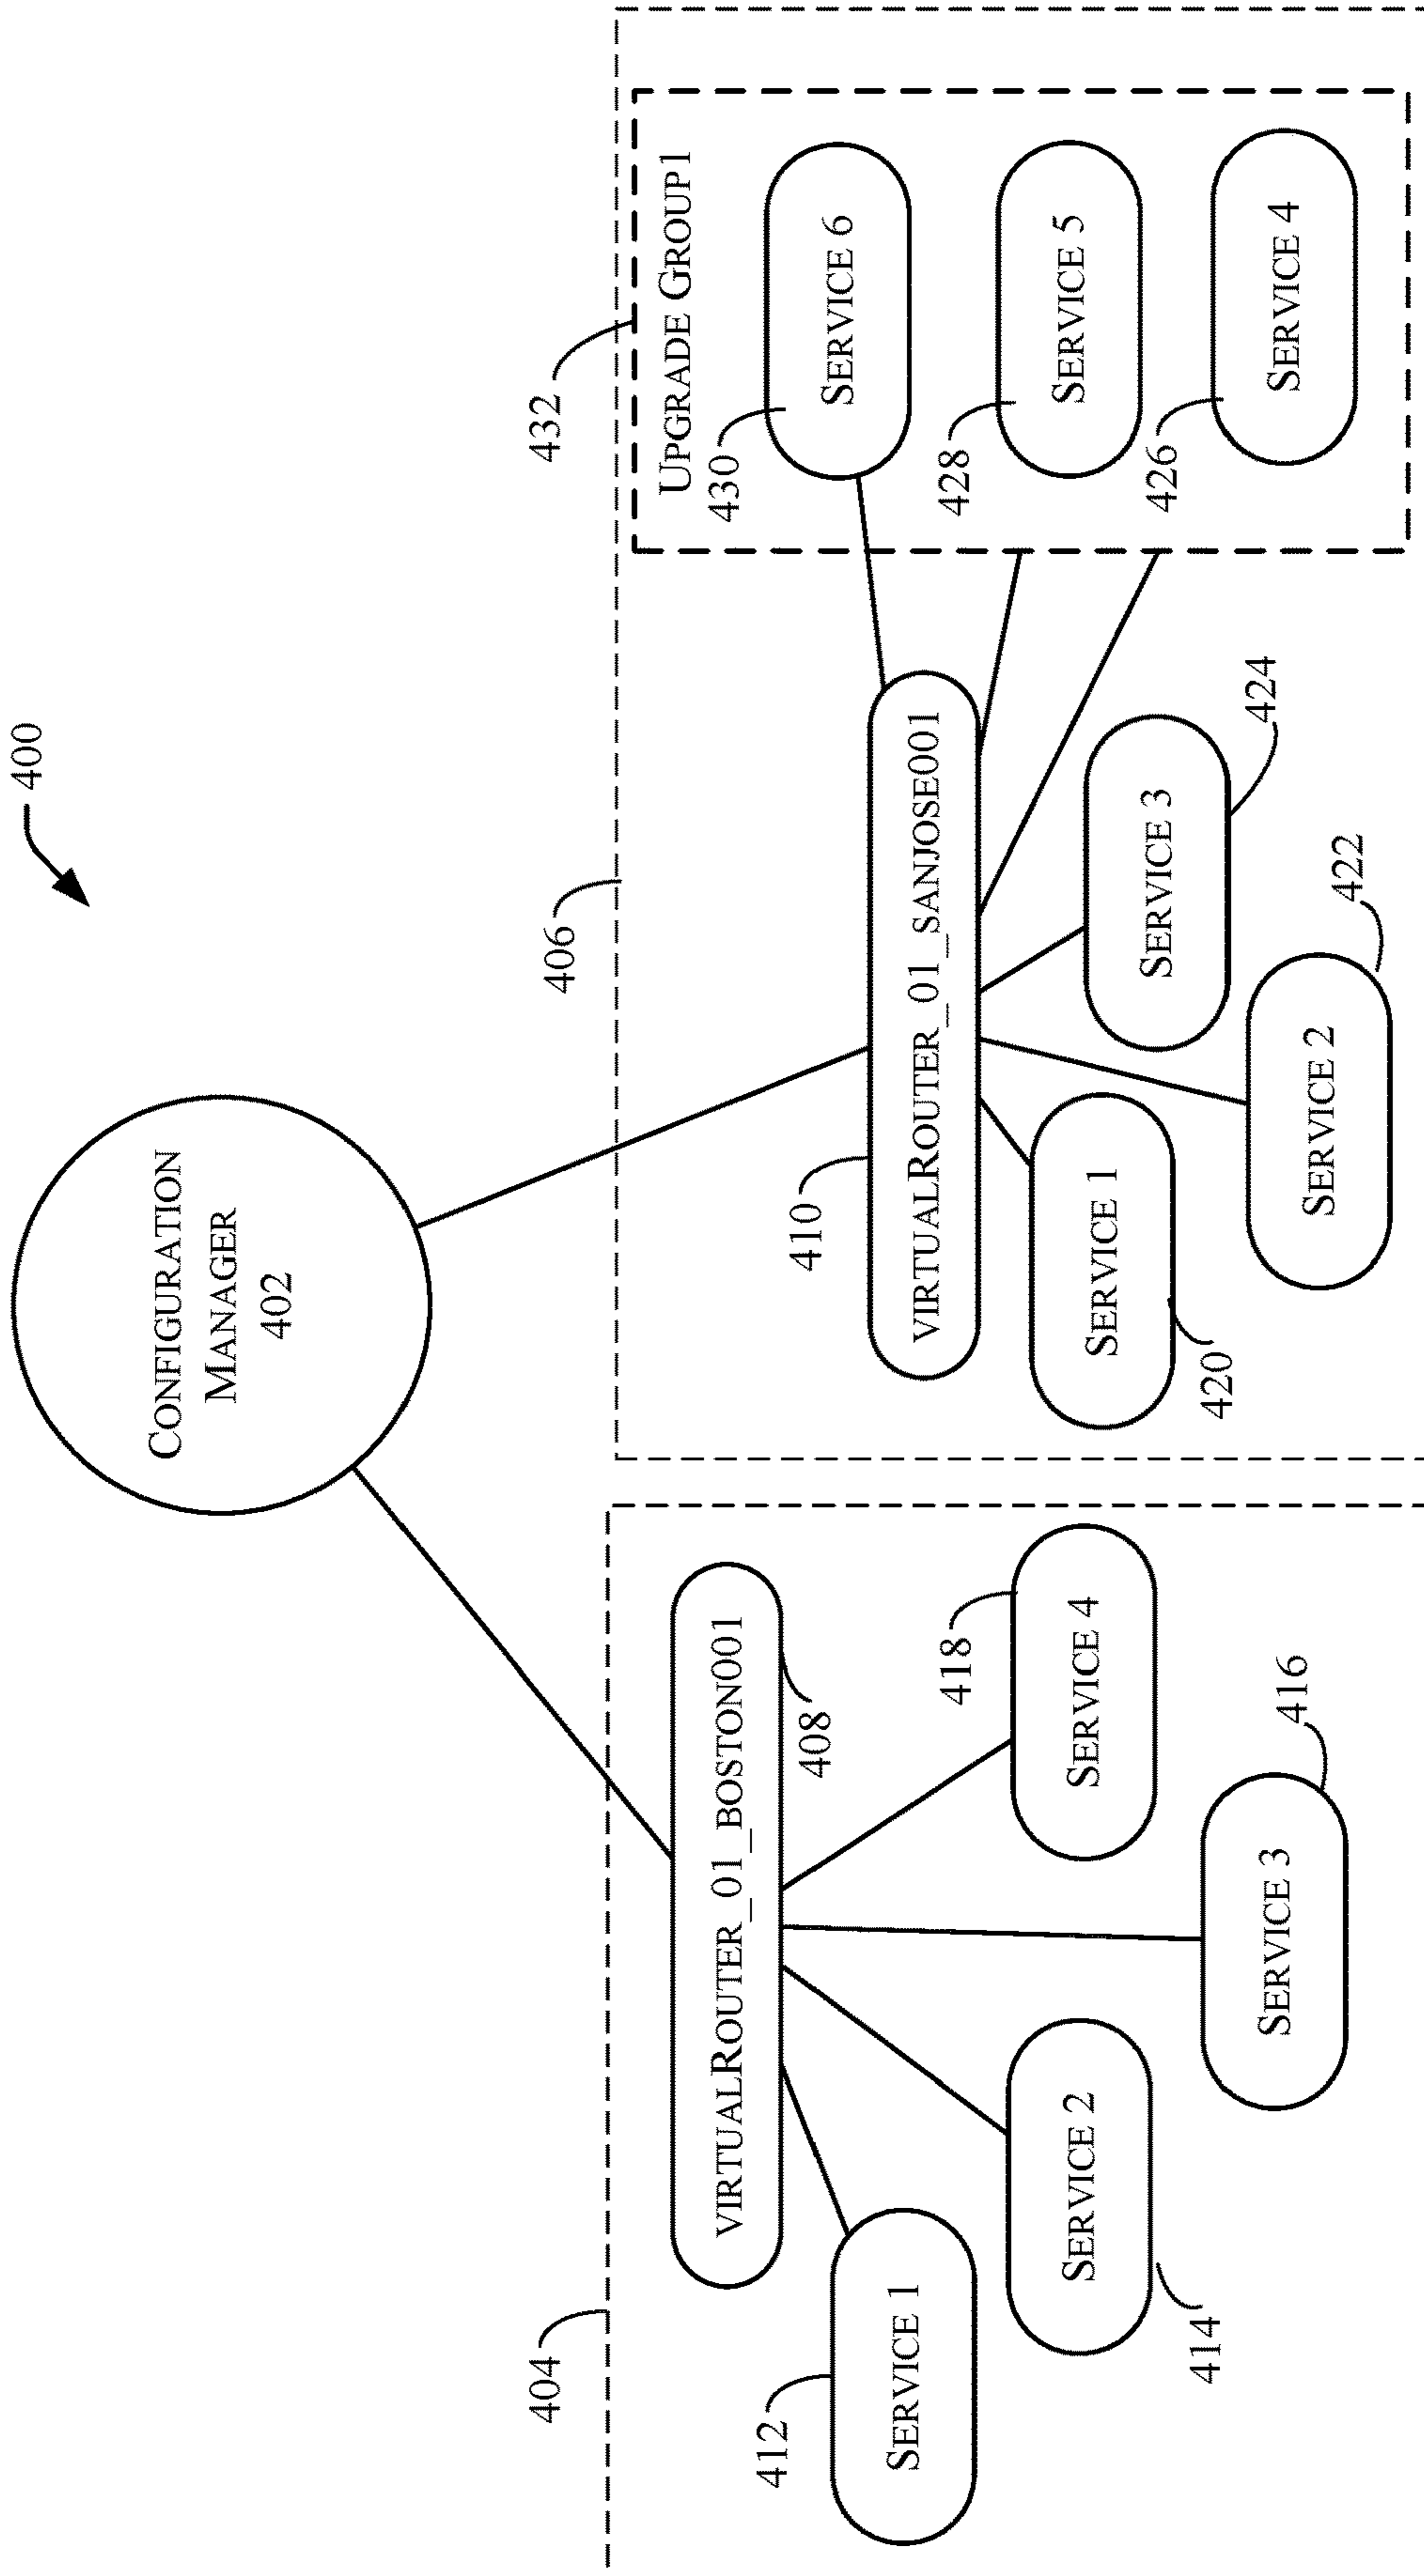 400
CONFIGURATION
MANAGER
402
404
406
432
VIRTUALROUTER_01_BOSTON001
408
410
VIRTUALROUTER_01_SANJOSE001
UPGRADE GROUP1
412
SERVICE 1
414
SERVICE 2
416
SERVICE 3
418
SERVICE 4
420
SERVICE 1
422
SERVICE 2
424
SERVICE 3
430
SERVICE 6
428
SERVICE 5
426
SERVICE 4